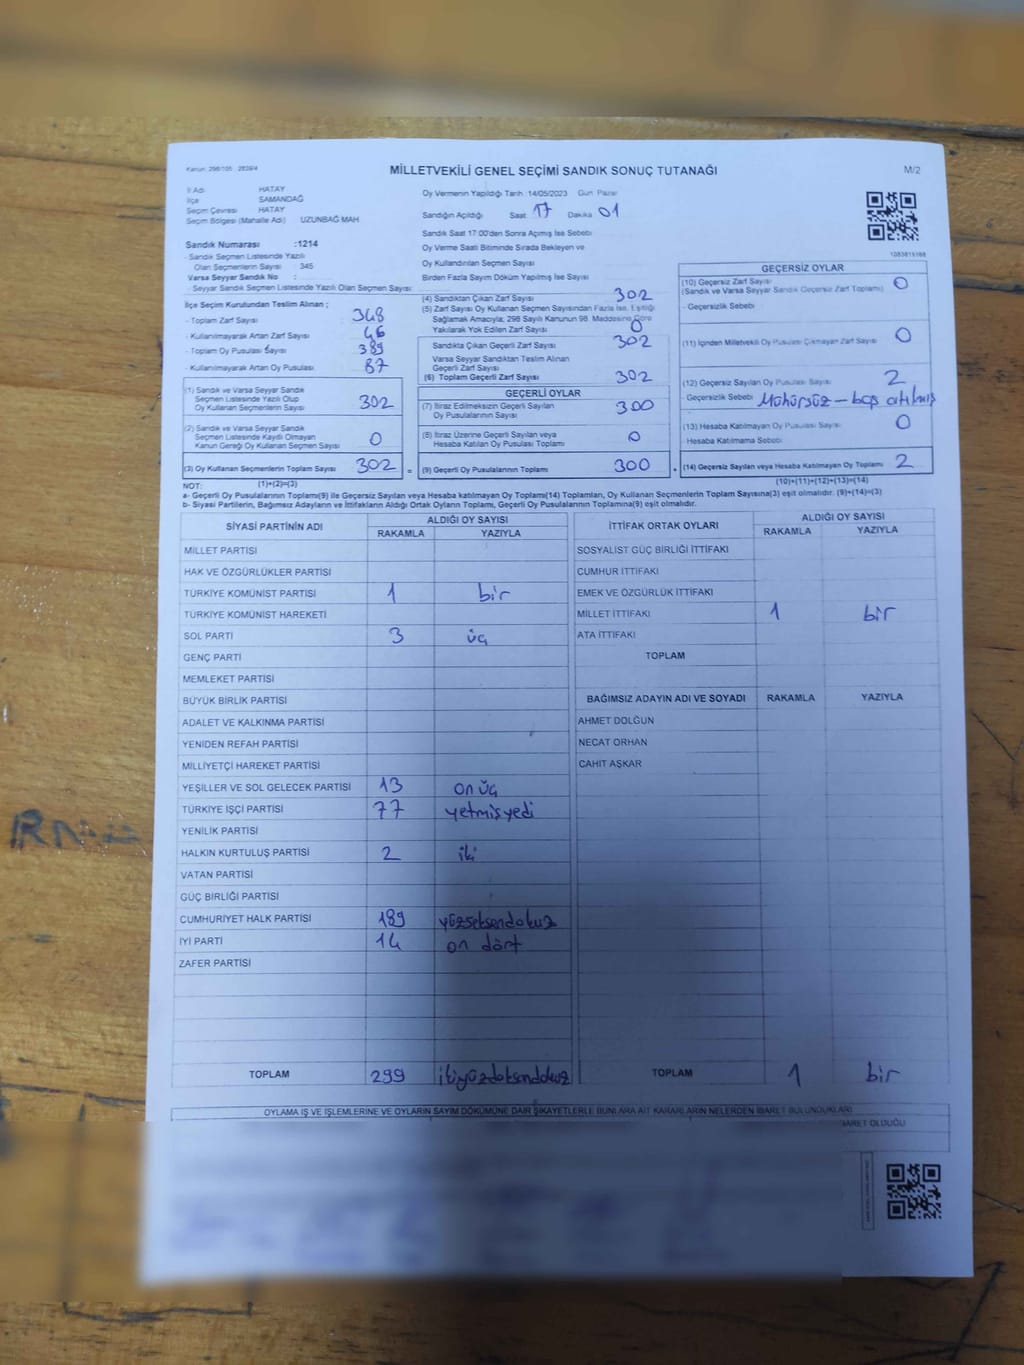 Kanun: 298/105 2839/4
MİLLETVEKİLİ GENEL SEÇİMİ SANDIK SONUÇ TUTANAĞI
M/2
İl Adı HATAY
İlçe SAMANDAĞ
Seçim Çevresi HATAY
Seçim Bölgesi (Mahalle Adı) UZUNBAĞ MAH.
Sandık Numarası :1214
- Sandık Seçmen Listesinde Yazılı
Olan Seçmenlerin Sayısı 345
Varsa Seyyar Sandık No :
- Seyyar Sandık Seçmen Listesinde Yazılı Olan Seçmen Sayısı
Oy Vermenin Yapıldığı Tarih :14/05/2023 Gün Pazar
Sandığın Açıldığı Saat 17 Dakika 01
Sandık Saat 17:00'den Sonra Açımış İse Sebebi
Oy Verme Saati Bitiminde Sırada Bekleyen ve
Oy Kullandırılan Seçmen Sayısı
Birden Fazla Sayım Döküm Yapılmış İse Sayısı
İlçe Seçim Kurulundan Teslim Alınan ;
- Toplam Zarf Sayısı : 348
- Kullanılmayarak Artan Zarf Sayısı 46
- Toplam Oy Pusulası Sayısı 389
- Kullanılmayarak Artan Oy Pusulası 87
(1) Sandık ve Varsa Seyyar Sandık
Seçmen Listesinde Yazılı Olup
Oy Kullanan Seçmenlerin Sayısı 302
(2) Sandık ve Varsa Seyyar Sandık
Seçmen Listesinde Kayıtlı Olmayan
Kanun Gereği Oy Kullanan Seçmen Sayısı 0
(3) Oy Kullanan Seçmenlerin Toplam Sayısı 302 =
(4) Sandıktan Çıkan Zarf Sayısı 302
(5) Zarf Sayısı Oy Kullanan Seçmen Sayısından Fazla İse, Eşitliği
Sağlamak Amacıyla; 298 Sayılı Kanunun 98. Maddesine Göre
Yakılarak Yok Edilen Zarf Sayısı 0
Sandıkta Çıkan Geçerli Zarf Sayısı 302
Varsa Seyyar Sandıktan Teslim Alınan
Geçerli Zarf Sayısı
(6) Toplam Geçerli Zarf Sayısı 302
GEÇERLİ OYLAR
(7) İtiraz Edilmeksizin Geçerli Sayılan
Oy Pusulalarının Sayısı 300
(8) İtiraz Üzerine Geçerli Sayılan veya
Hesaba Katılan Oy Pusulası Toplamı 0
(9) Geçerli Oy Pusulalarının Toplamı 300 +
1083815168
GEÇERSİZ OYLAR
(10) Geçersiz Zarf Sayısı 0
(Sandık ve Varsa Seyyar Sandık Geçersiz Zarf Toplamı)
- Geçersizlik Sebebi
(11) İçinden Milletvekili Oy Pusulası Çıkmayan Zarf Sayısı 0
(12) Geçersiz Sayılan Oy Pusulası Sayısı 2
Geçersizlik Sebebi Mühürsüz - boş atılmış
(13) Hesaba Katılmayan Oy Pusulası Sayısı 0
Hesaba Katılmama Sebebi
(14) Geçersiz Sayılan veya Hesaba Katılmayan Oy Toplamı 2
NOT: (1)+(2)=(3) (10)+(11)+(12)+(13)=(14)
a- Geçerli Oy Pusulalarının Toplamı(9) ile Geçersiz Sayılan veya Hesaba katılmayan Oy Toplamı(14) Toplamları, Oy Kullanan Seçmenlerin Toplam Sayısına(3) eşit olmalıdır. (9)+(14)=(3)
b- Siyasi Partilerin, Bağımsız Adayların ve İttifakların Aldığı Ortak Oyların Toplamı, Geçerli Oy Pusulalarının Toplamına(9) eşit olmalıdır.
SİYASİ PARTİNİN ADI ALDIĞI OY SAYISI
RAKAMLA YAZIYLA
MİLLET PARTİSİ
HAK VE ÖZGÜRLÜKLER PARTİSİ
TÜRKİYE KOMÜNİST PARTİSİ 1 bir
TÜRKİYE KOMÜNİST HAREKETİ
SOL PARTİ 3 üç
GENÇ PARTİ
MEMLEKET PARTİSİ
BÜYÜK BİRLİK PARTİSİ
ADALET VE KALKINMA PARTİSİ
YENİDEN REFAH PARTİSİ
MİLLİYETÇİ HAREKET PARTİSİ
YEŞİLLER VE SOL GELECEK PARTİSİ 13 on üç
TÜRKİYE İŞÇİ PARTİSİ 77 yetmişyedi
YENİLİK PARTİSİ
HALKIN KURTULUŞ PARTİSİ 2 iki
VATAN PARTİSİ
GÜÇ BİRLİĞİ PARTİSİ
CUMHURİYET HALK PARTİSİ 189 yüzseksendokuz
İYİ PARTİ 14 on dört
ZAFER PARTİSİ
TOPLAM 299 ikiyüzdoksandokuz
İTTİFAK ORTAK OYLARI ALDIĞI OY SAYISI
RAKAMLA YAZIYLA
SOSYALİST GÜÇ BİRLİĞİ İTTİFAKI
CUMHUR İTTİFAKI
EMEK VE ÖZGÜRLÜK İTTİFAKI
MİLLET İTTİFAKI 1 bir
ATA İTTİFAKI
TOPLAM
BAĞIMSIZ ADAYIN ADI VE SOYADI RAKAMLA YAZIYLA
AHMET DOLĞUN
NECAT ORHAN
CAHİT AŞKAR
TOPLAM 1 bir
OYLAMA İŞ VE İŞLEMLERİNE VE OYLARIN SAYIM DÖKÜMÜNE DAİR ŞİKAYETLERLE BUNLARA AİT KARARLARIN NELERDEN İBARET BULUNDUKLARI
İBARET OLDUĞU